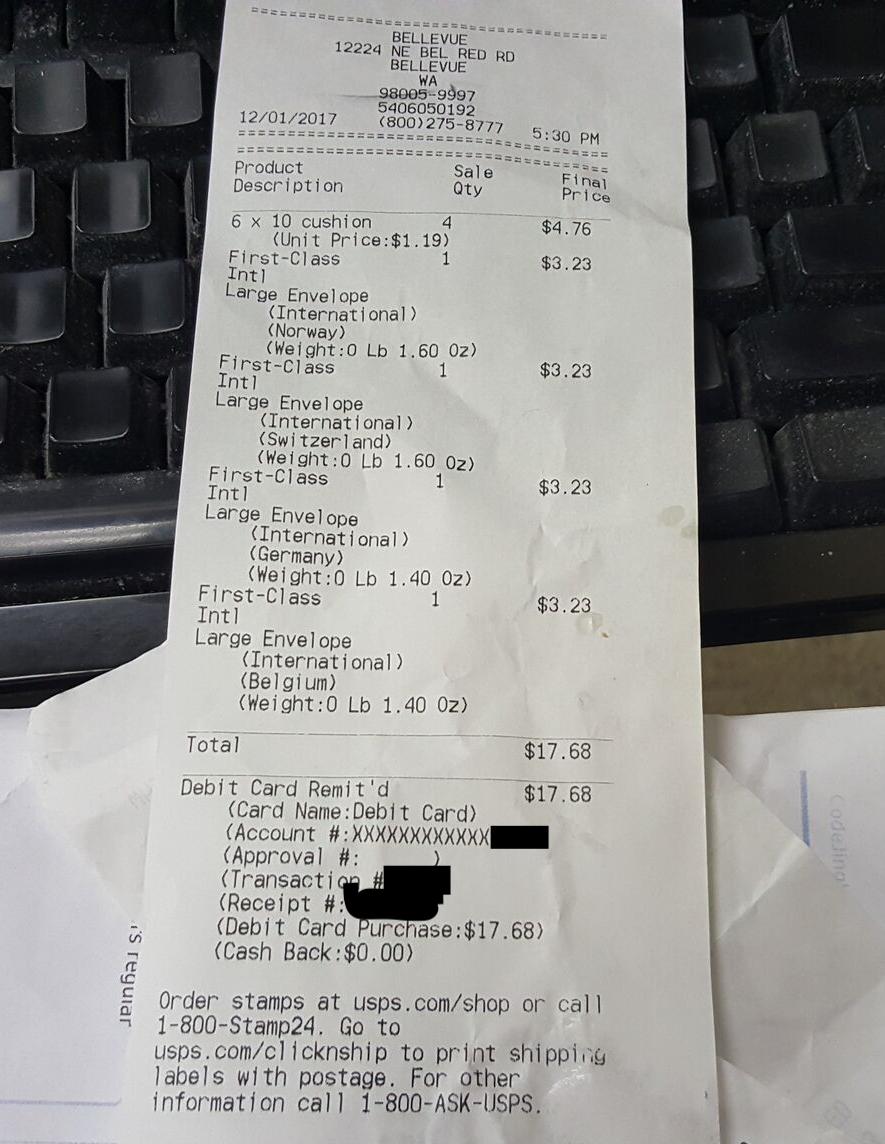 ================================
BELLEVUE
12224 NE BEL RED RD
BELLEVUE
WA
98005-9997
5406050192
12/01/2017 (800)275-8777 5:30 PM
================================
================================
Product Sale Final
Description Qty Price
6 x 10 cushion 4 $4.76
(Unit Price:$1.19)
First-Class 1 $3.23
Intl
Large Envelope
(International)
(Norway)
(Weight:0 Lb 1.60 Oz)
First-Class 1 $3.23
Intl
Large Envelope
(International)
(Switzerland)
(Weight:0 Lb 1.60 Oz)
First-Class 1 $3.23
Intl
Large Envelope
(International)
(Germany)
(Weight:0 Lb 1.40 Oz)
First-Class 1 $3.23
Intl
Large Envelope
(International)
(Belgium)
(Weight:0 Lb 1.40 Oz)
Total $17.68
Debit Card Remit'd $17.68
(Card Name:Debit Card)
(Account #:XXXXXXXXXXXX
(Approval #: )
(Transaction #
(Receipt #:
(Debit Card Purchase:$17.68)
(Cash Back:$0.00)
Order stamps at usps.com/shop or call
1-800-Stamp24. Go to
usps.com/clicknship to print shipping
labels with postage. For other
information call 1-800-ASK-USPS.
regular